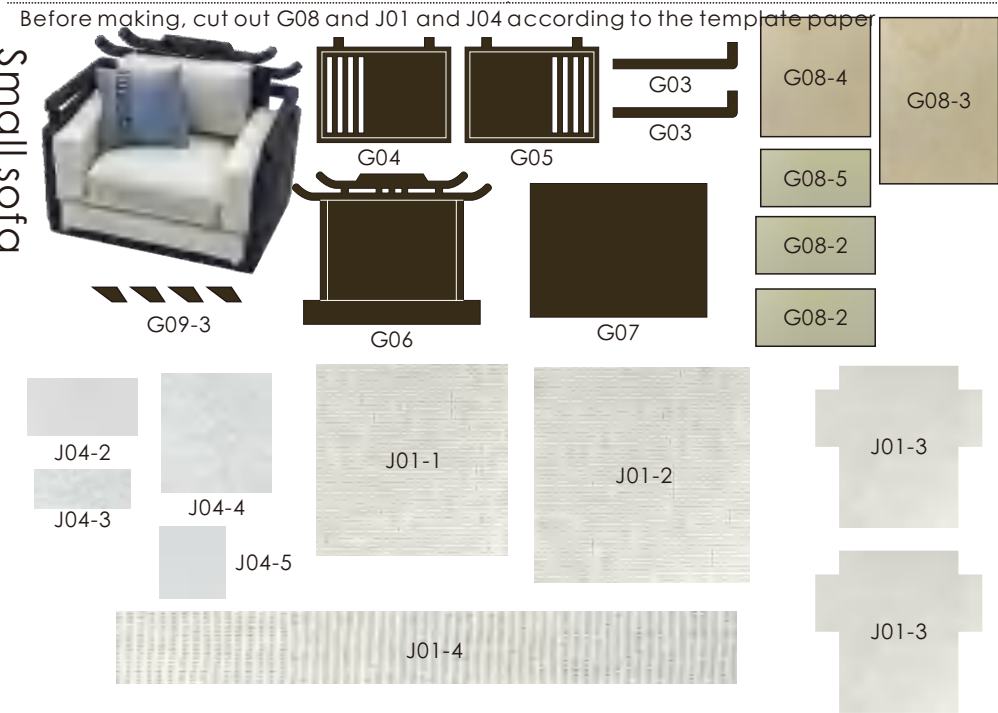 Before making, cut out G08 and J01 and J04 according to the template paper
Small sofa
G04
G05
G03
G03
G08-4
G08-3
G08-5
G08-2
G08-2
G09-3
G06
G07
J04-2
J04-3
J04-4
J04-5
J01-1
J01-2
J01-3
J01-3
J01-4